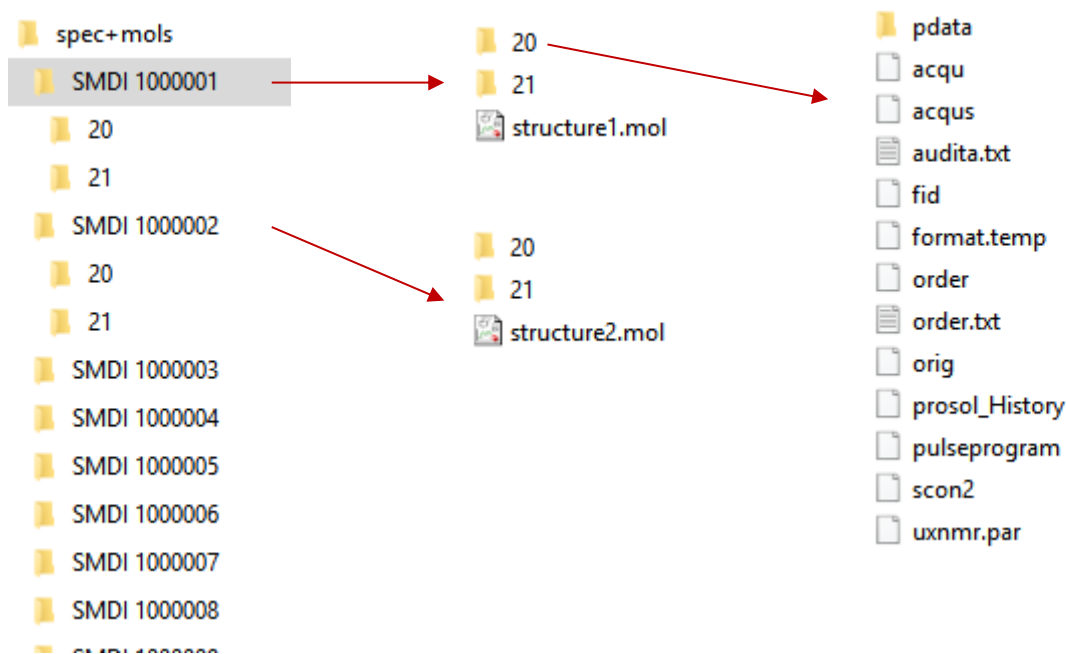 spec+mols
SMDI 1000001
20
21
SMDI 1000002
20
21
SMDI 1000003
SMDI 1000004
SMDI 1000005
SMDI 1000006
SMDI 1000007
SMDI 1000008
20
21
structure1.mol
20
21
structure2.mol
pdata
acqu
acqus
audita.txt
fid
format.temp
order
order.txt
orig
prosol_History
pulseprogram
scon2
uxnmr.par